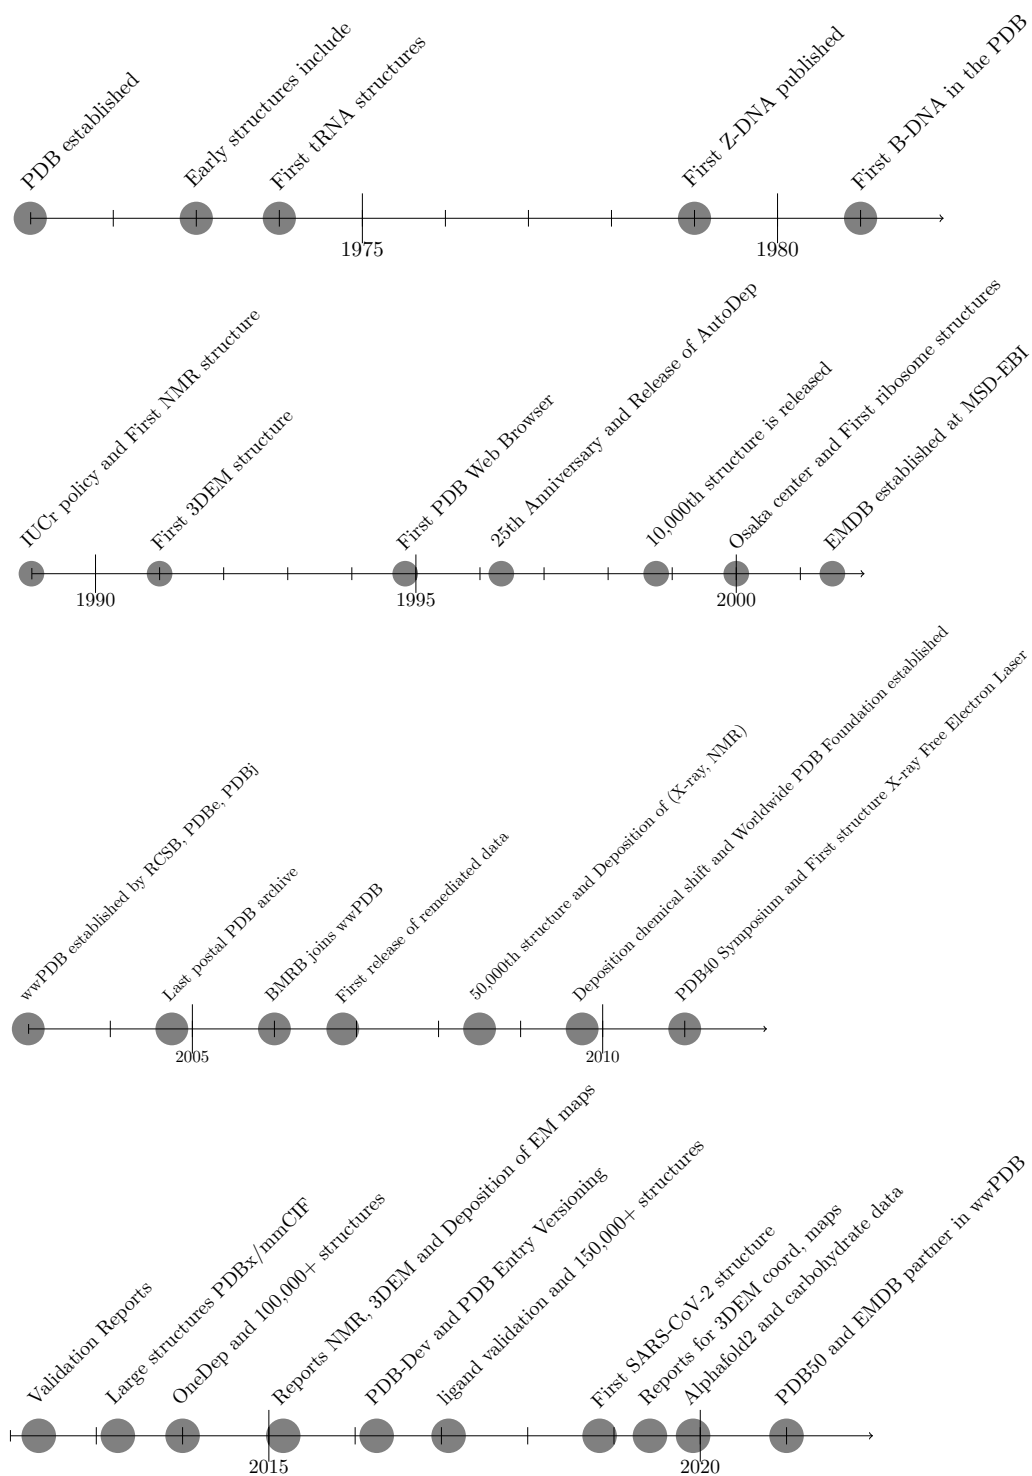 PDB established
Early structures include
First tRNA structures
First Z-DNA published
First B-DNA in the PDB
1975
1980
IUCr policy and First NMR structure
First 3DEM structure
First PDB Web Browser
25th Anniversary and Release of AutoDep
10,000th structure is released
Osaka center and First ribosome structures
EMDB established at MSD-EBI
1990
1995
2000
wwPDB established by RCSB, PDBe, PDBj
Last postal PDB archive
BMRB joins wwPDB
First release of remediated data
50,000th structure and Deposition of (X-ray, NMR)
Deposition chemical shift and Worldwide PDB Foundation established
PDB40 Symposium and First structure X-ray Free Electron Laser
2005
2010
Validation Reports
Large structures PDBx/mmCIF
OneDep and 100,000+ structures
Reports NMR, 3DEM and Deposition of EM maps
PDB-Dev and PDB Entry Versioning
ligand validation and 150,000+ structures
First SARS-CoV-2 structure
Reports for 3DEM coord, maps
Alphafold2 and carbohydrate data
PDB50 and EMDB partner in wwPDB
2015
2020